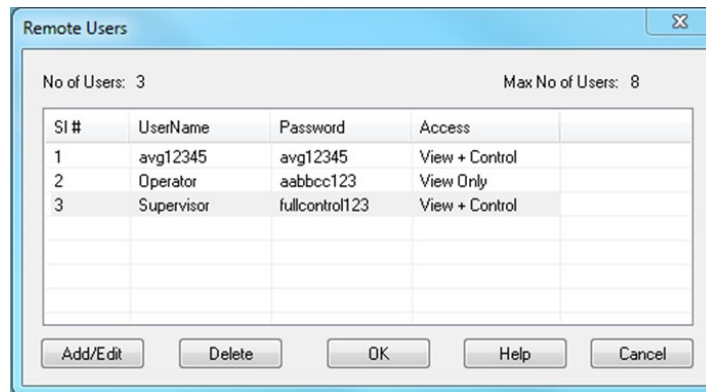 Remote Users
No of Users: 3 Max No of Users: 8
SI # UserName Password Access
1 avg12345 avg12345 View + Control
2 Operator aabbcc123 View Only
3 Supervisor fullcontrol123 View + Control
Add/Edit Delete OK Help Cancel